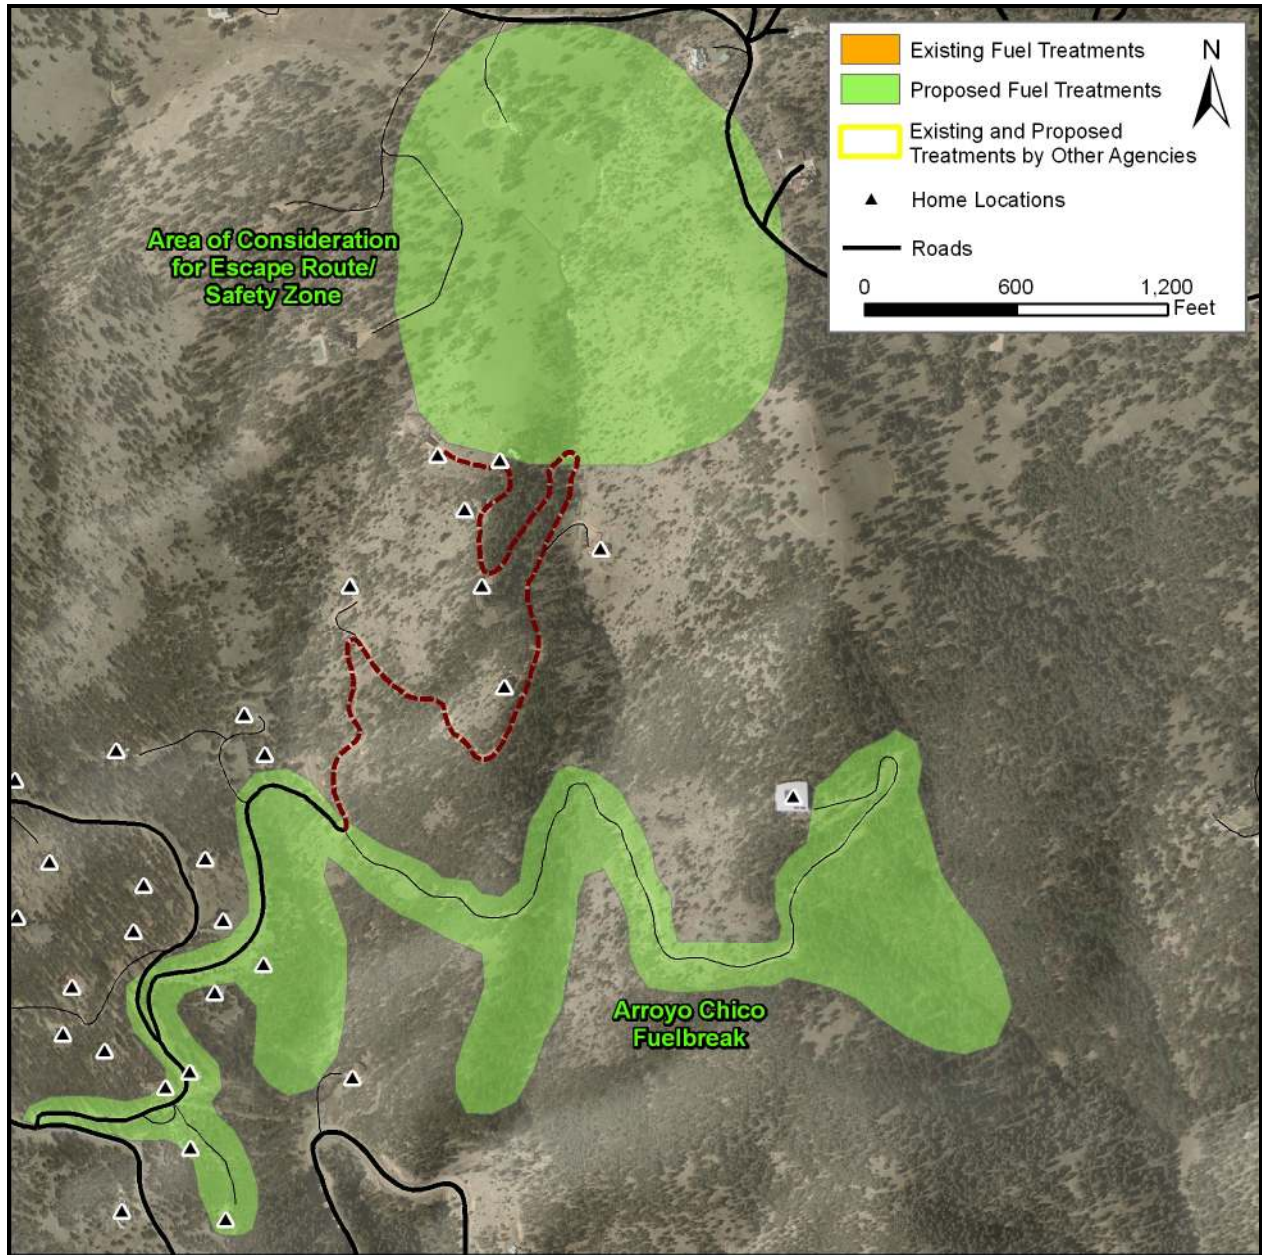 Existing Fuel Treatments
N
Proposed Fuel Treatments
Existing and Proposed
Treatments by Other Agencies
Home Locations
Roads
0 600 1,200
Feet
Area of Consideration
for Escape Route/
Safety Zone
Arroyo Chico
Fuelbreak